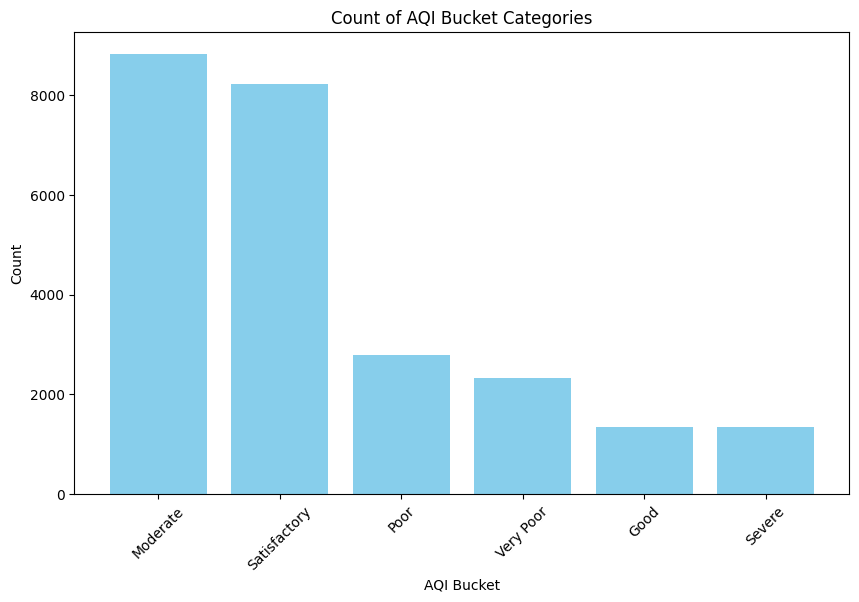 Count of AQI Bucket Categories
Count
8000
6000
4000
2000
0
Moderate
Satisfactory
Poor
Very Poor
Good
Severe
AQI Bucket